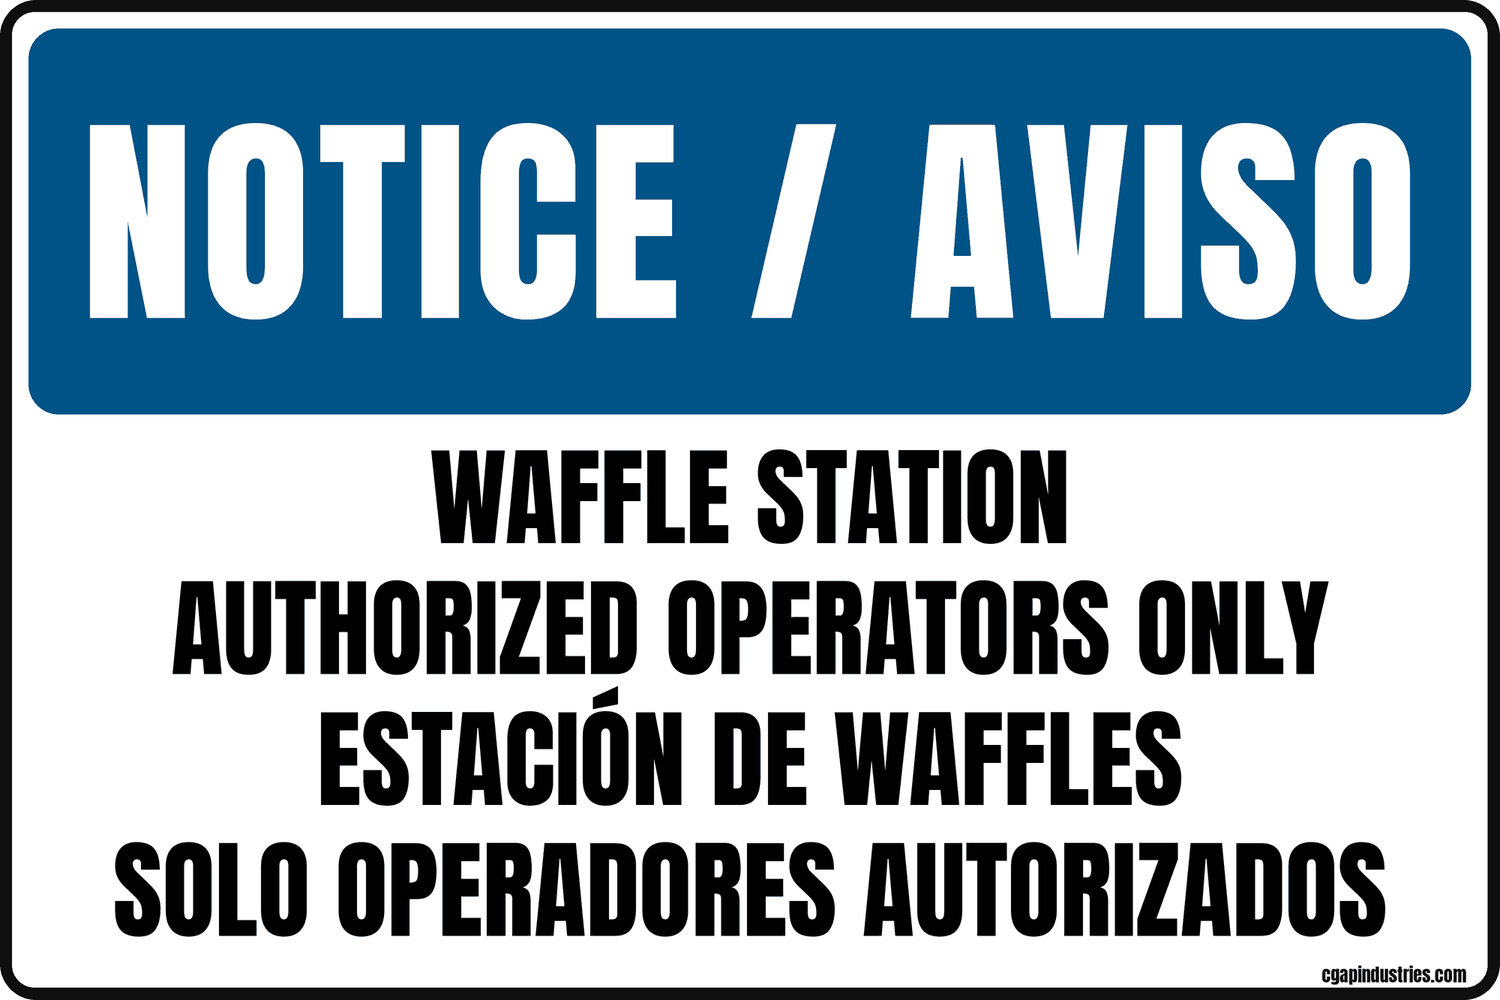 NOTICE / AVISO
WAFFLE STATION
AUTHORIZED OPERATORS ONLY
ESTACIÓN DE WAFFLES
SOLO OPERADORES AUTORIZADOS
cgapindustries.com